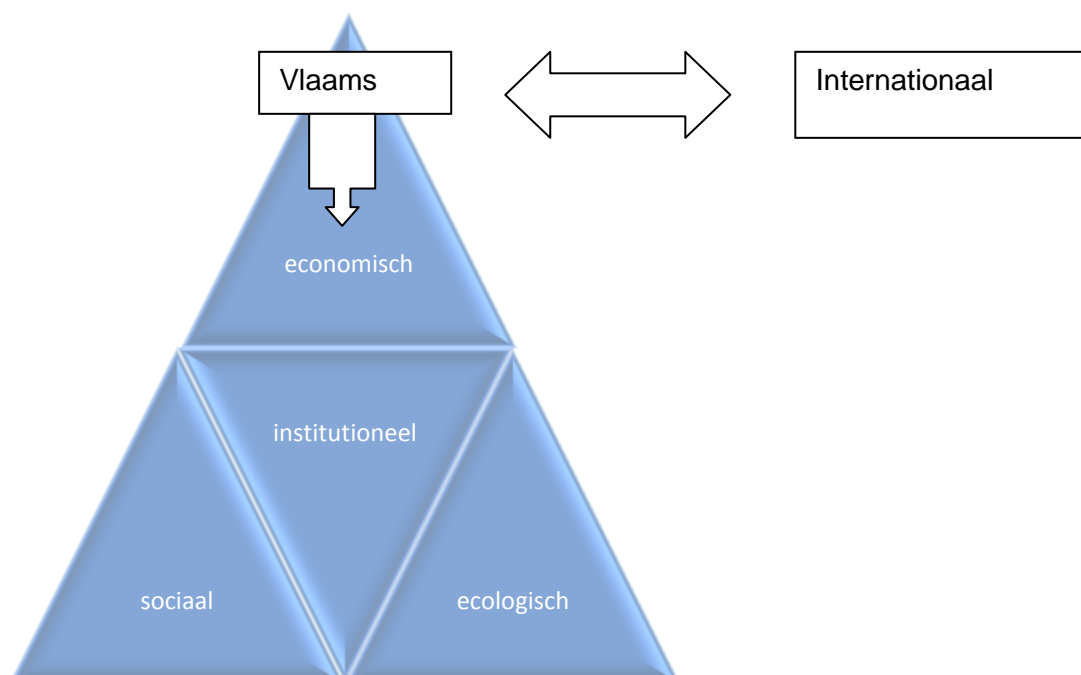 Vlaams
Internationaal
economisch
institutioneel
sociaal
ecologisch